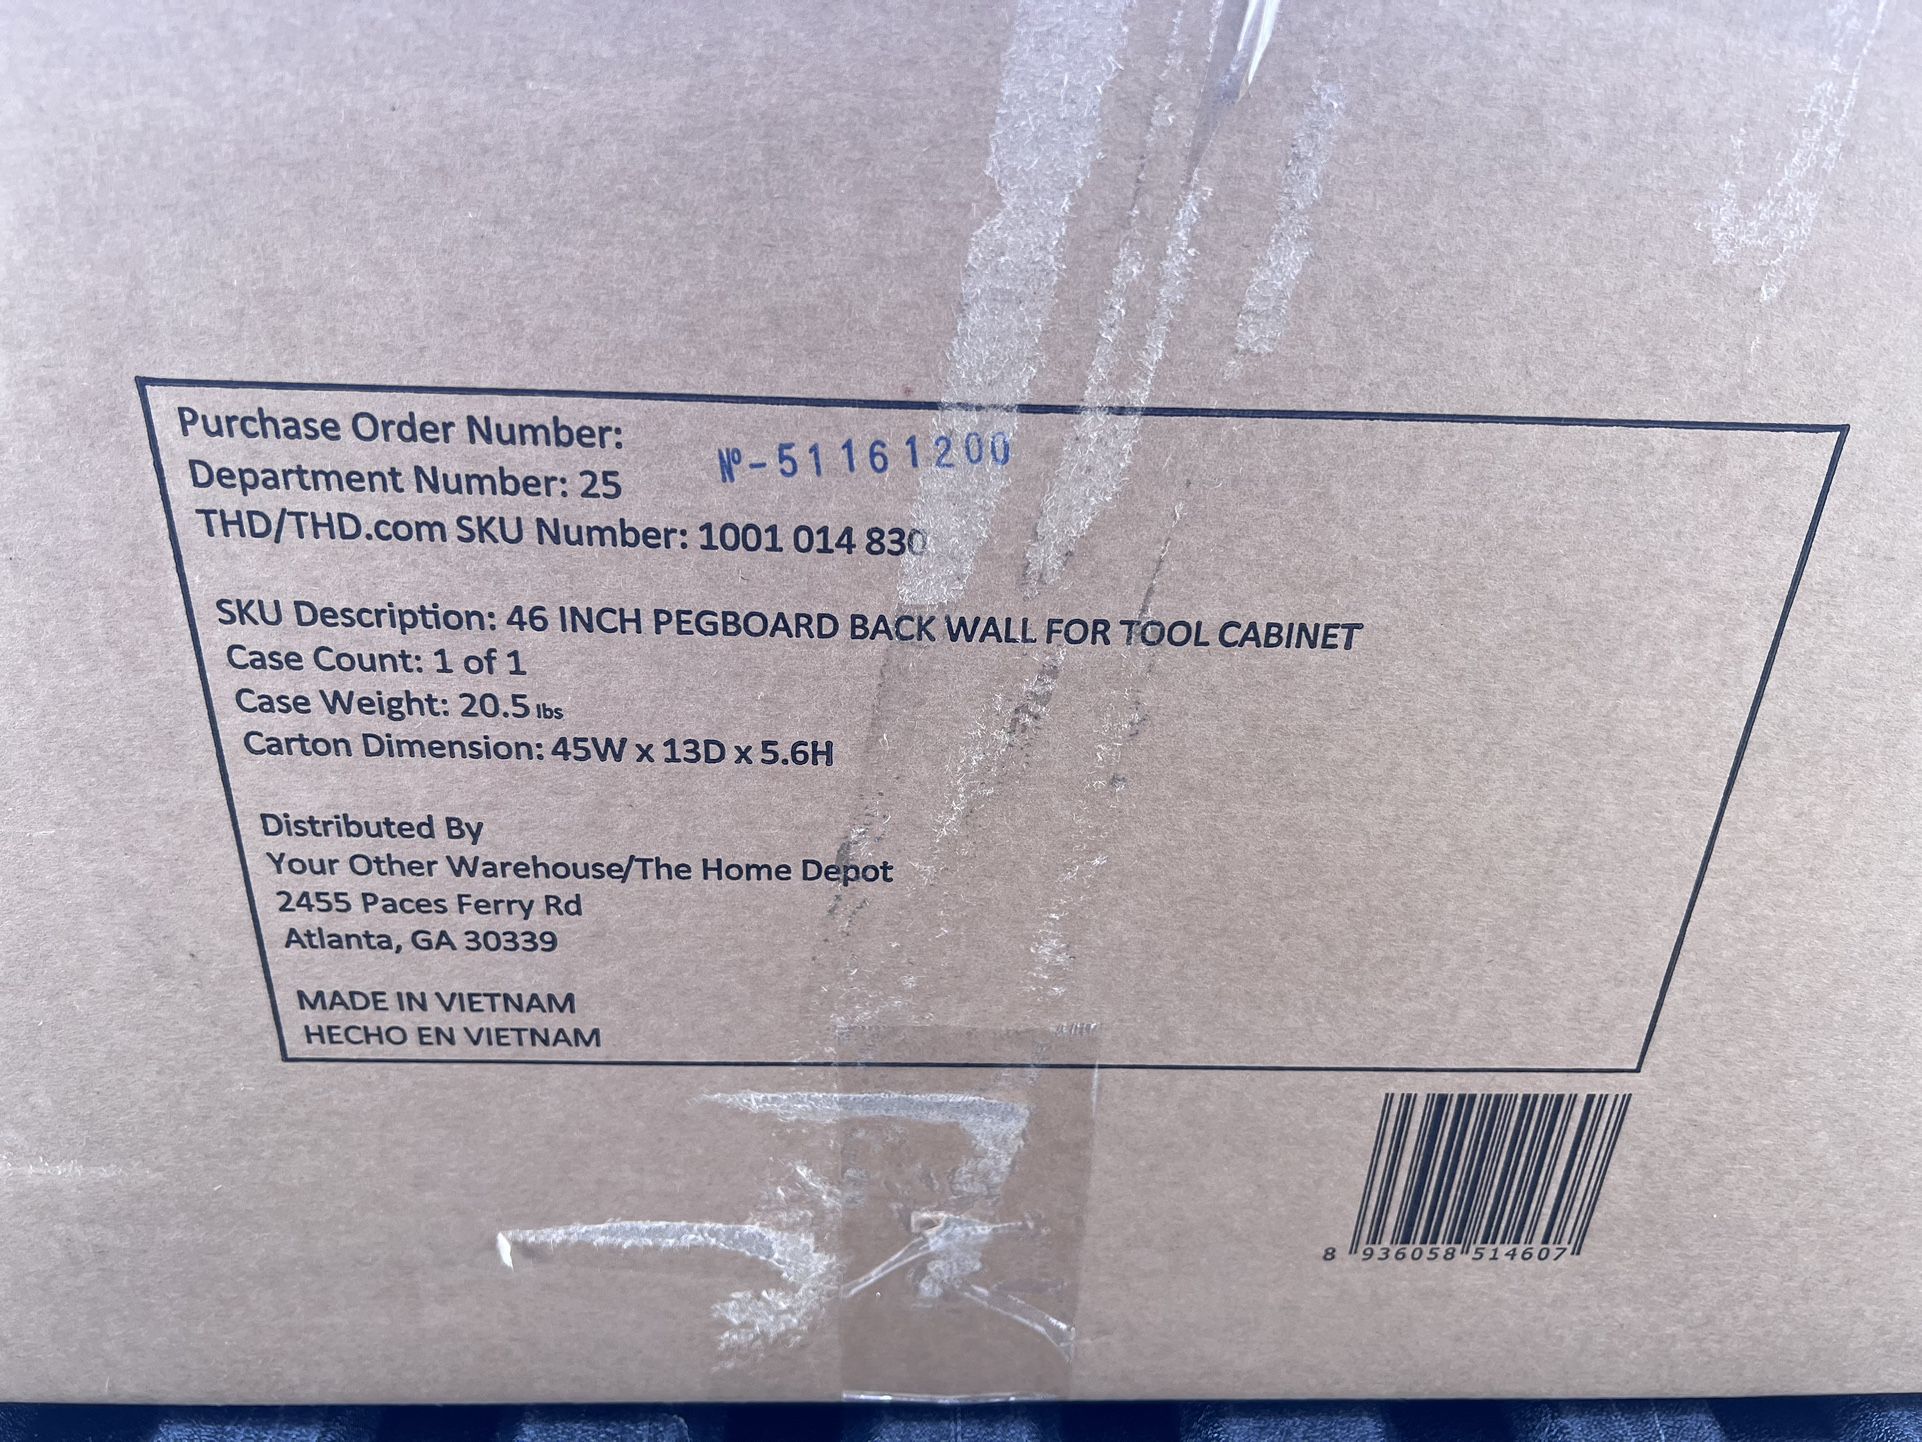 Purchase Order Number:
Nº-51161200
Department Number: 25
THD/THD.com SKU Number: 1001 014 830
SKU Description: 46 INCH PEGBOARD BACK WALL FOR TOOL CABINET
Case Count: 1 of 1
Case Weight: 20.5 lbs
Carton Dimension: 45W x 13D x 5.6H
Distributed By
Your Other Warehouse/The Home Depot
2455 Paces Ferry Rd
Atlanta, GA 30339
MADE IN VIETNAM
HECHO EN VIETNAM
8 936058 514607